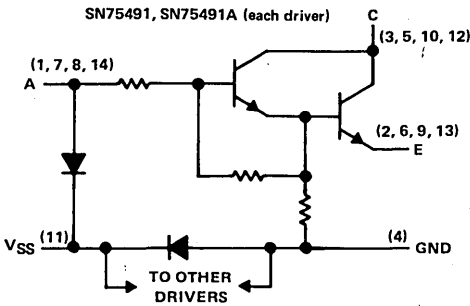 SN75491, SN75491A (each driver)
C
(3, 5, 10, 12)
(1, 7, 8, 14)
A
(2, 6, 9, 13)
E
VSS (11)
(4) GND
TO OTHER
DRIVERS